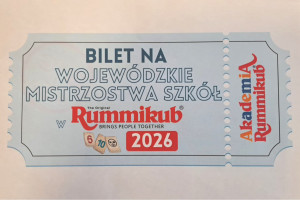 BILET NA
WOJEWÓDZKIE
MISTRZOSTWA SZKÓŁ
The Original
w Rummikub®
BRINGS PEOPLE TOGETHER
2026
AkademiA
Rummikub